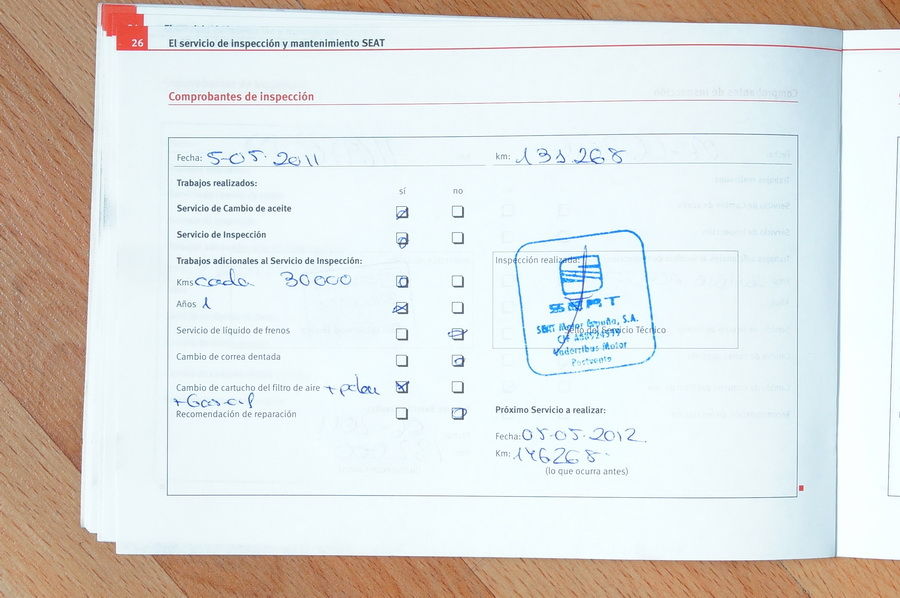 26 El servicio de inspección y mantenimiento SEAT
Comprobantes de inspección
Fecha: 5-05-2011 km: 131.268
Trabajos realizados:
sí no
Servicio de Cambio de aceite
Servicio de Inspección
Trabajos adicionales al Servicio de Inspección:
Kms cada 30000
Años 1
Servicio de líquido de frenos
Cambio de correa dentada
Cambio de cartucho del filtro de aire + polen
Recomendación de reparación
Inspección realizada:
SEAT
SEAT Motor S.A.
Motor
Postventa
Sello del Servicio Técnico
Próximo Servicio a realizar:
Fecha: 05-05-2012.
Km: 146268.
(lo que ocurra antes)